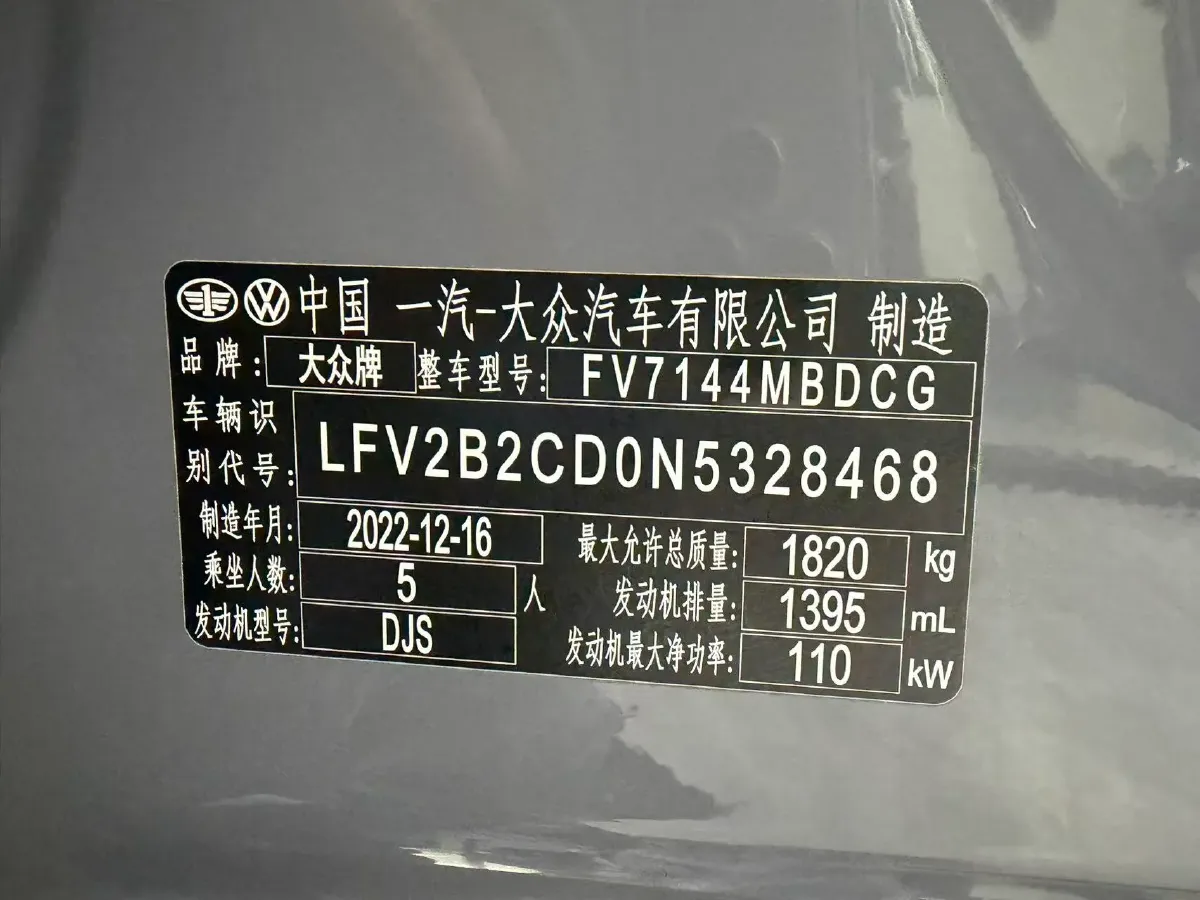 中国 一汽-大众汽车有限公司 制造
品牌: 大众牌 整车型号: FV7144MBDCG
车辆识别代号: LFV2B2CD0N5328468
制造年月: 2022-12-16 最大允许总质量: 1820 kg
乘坐人数: 5 人 发动机排量: 1395 mL
发动机型号: DJS 发动机最大净功率: 110 kW